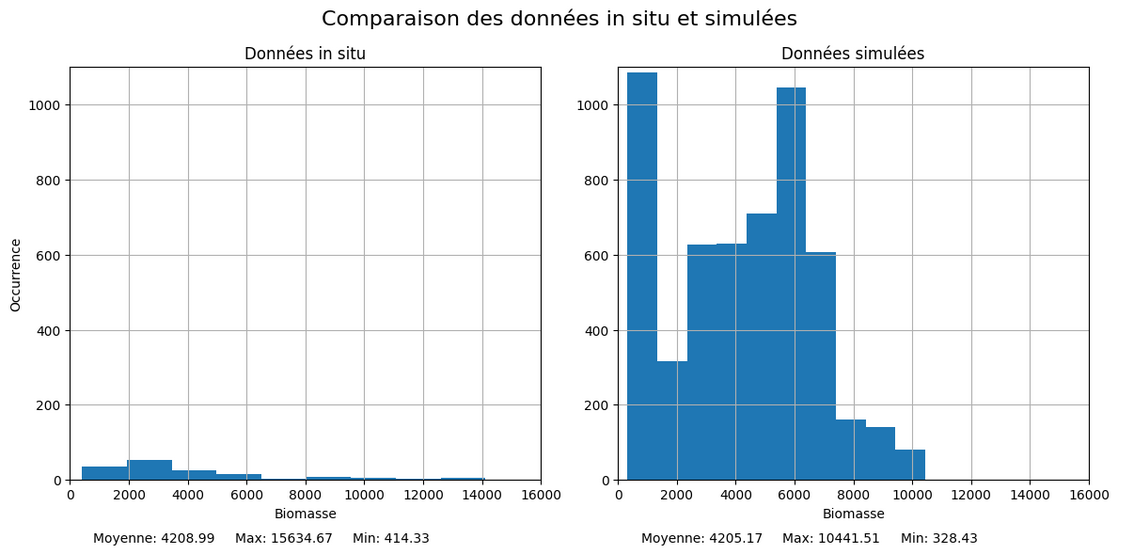 Comparaison des données in situ et simulées
Données in situ
Données simulées
Occurrence
1000
800
600
400
200
0
0 2000 4000 6000 8000 10000 12000 14000 16000
Biomasse
Moyenne: 4208.99 Max: 15634.67 Min: 414.33
1000
800
600
400
200
0
0 2000 4000 6000 8000 10000 12000 14000 16000
Biomasse
Moyenne: 4205.17 Max: 10441.51 Min: 328.43